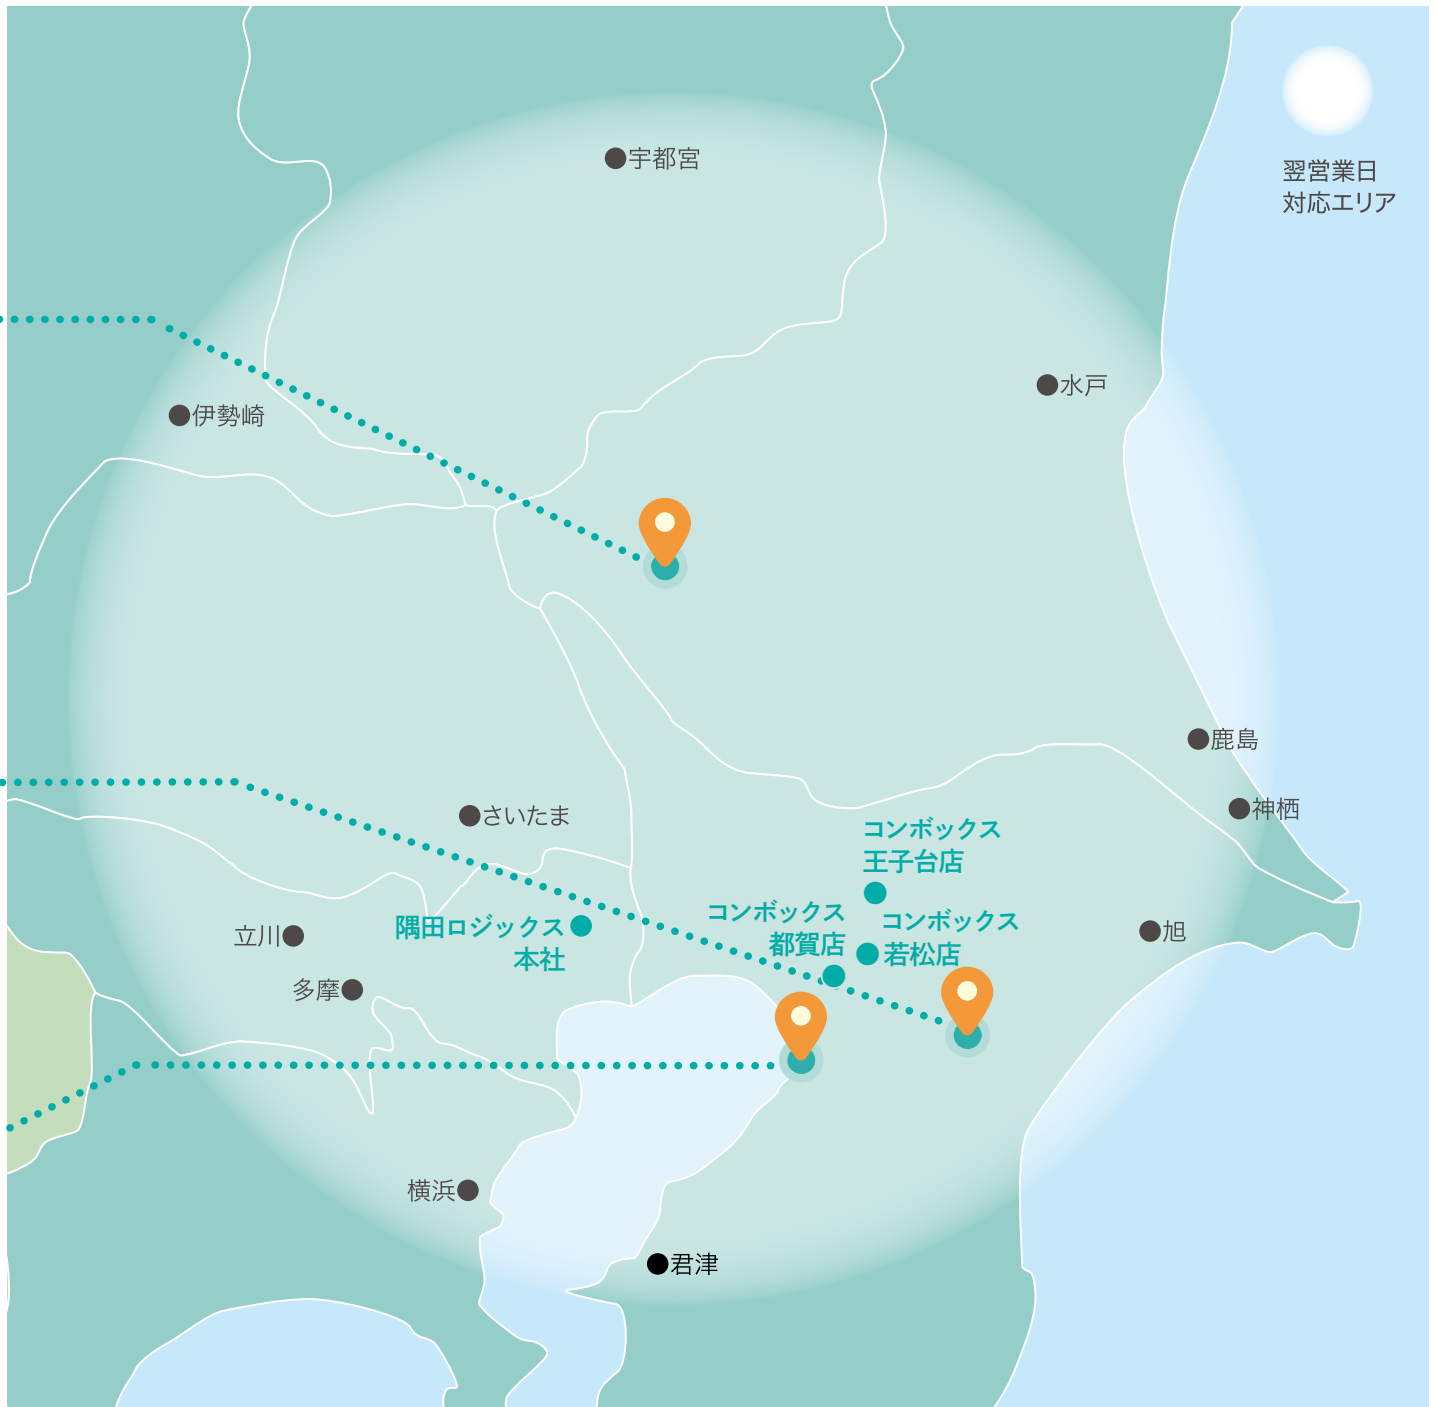 宇都宮
翌営業日
対応エリア
水戸
伊勢崎
鹿島
神栖
さいたま
コンボックス
王子台店
コンボックス
都賀店
コンボックス
若松店
隅田ロジックス
本社
立川
旭
多摩
横浜
君津